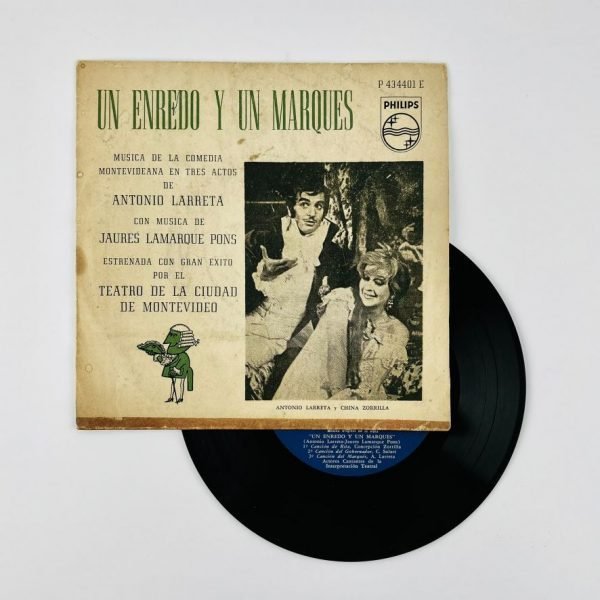 UN ENREDO Y UN MARQUES
P 434401 E
PHILIPS
MUSICA DE LA COMEDIA
MONTEVIDEANA EN TRES ACTOS
DE
ANTONIO LARRETA
CON MUSICA DE
JAURES LAMARQUE PONS
ESTRENADA CON GRAN EXITO
POR EL
TEATRO DE LA CIUDAD
DE MONTEVIDEO
ANTONIO LARRETA y CHINA ZORRILLA
"UN ENREDO Y UN MARQUES"
(Antonio Larreta-Jaures Lamarque Pons)
1ª Canción de Rita, Concepción Zorrilla
2ª Canción del Gobernador, C. Solari
3ª Canción del Marqués, A. Larreta
Actores Cantantes de la
Interpretación Teatral